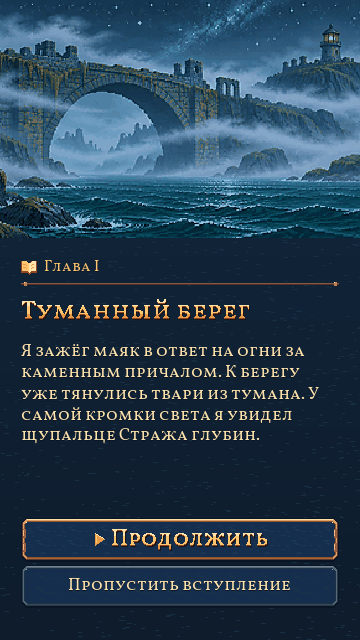 Глава I
Туманный берег
Я зажёг маяк в ответ на огни за
каменным причалом. К берегу
уже тянулись твари из тумана. У
самой кромки света я увидел
щупальце Стража глубин.
Продолжить
Пропустить вступление